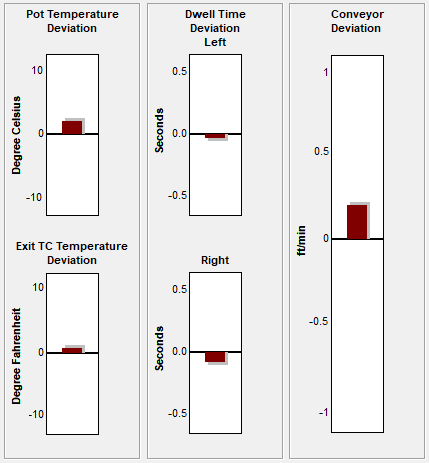 Pot Temperature
Deviation
10
0
-10
Degree Celsius
Exit TC Temperature
Deviation
10
0
-10
Degree Fahrenheit
Dwell Time
Deviation
Left
0.5
0.0
-0.5
Seconds
Right
0.5
0.0
-0.5
Seconds
Conveyor
Deviation
1
0.5
0
-0.5
-1
ft/min